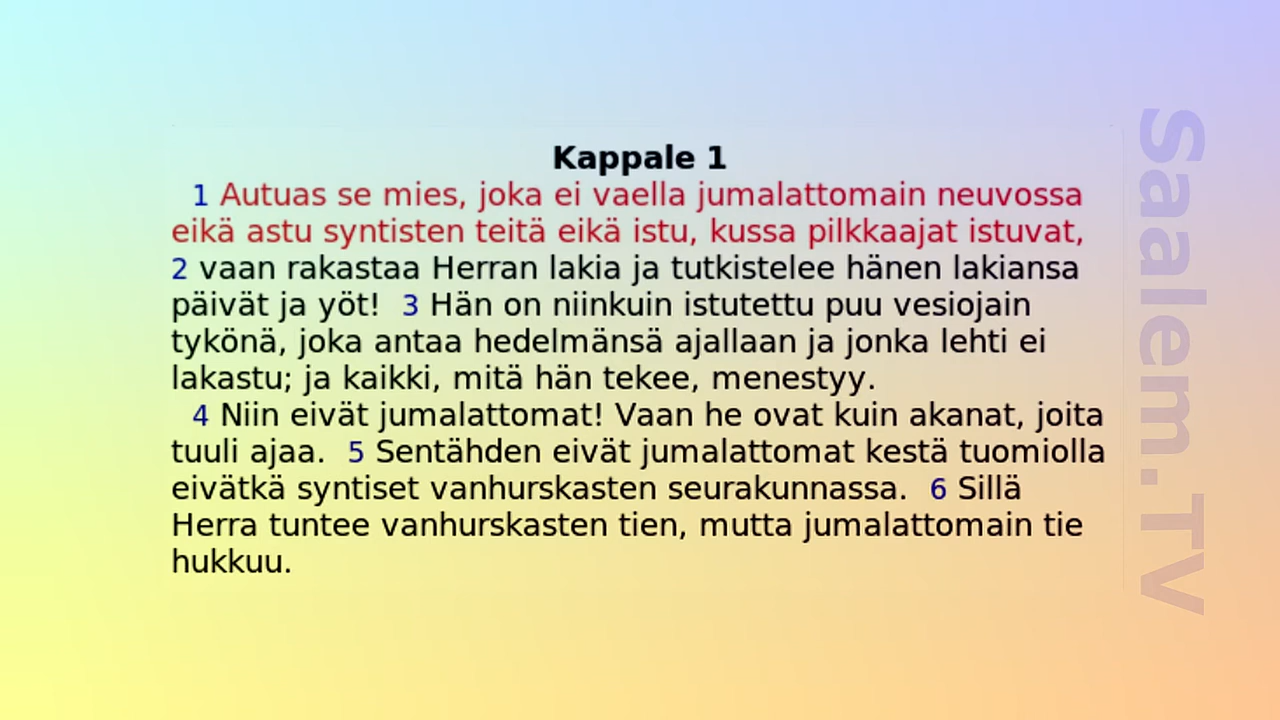 Kappale 1
1 Autuas se mies, joka ei vaella jumalattomain neuvossa
eikä astu syntisten teitä eikä istu, kussa pilkkaajat istuvat,
2 vaan rakastaa Herran lakia ja tutkistelee hänen lakiansa
päivät ja yöt! 3 Hän on niinkuin istutettu puu vesiojain
tykönä, joka antaa hedelmänsä ajallaan ja jonka lehti ei
lakastu; ja kaikki, mitä hän tekee, menestyy.
4 Niin eivät jumalattomat! Vaan he ovat kuin akanat, joita
tuuli ajaa. 5 Sentähden eivät jumalattomat kestä tuomiolla
eivätkä syntiset vanhurskasten seurakunnassa. 6 Sillä
Herra tuntee vanhurskasten tien, mutta jumalattomain tie
hukkuu.
Saalem.TV